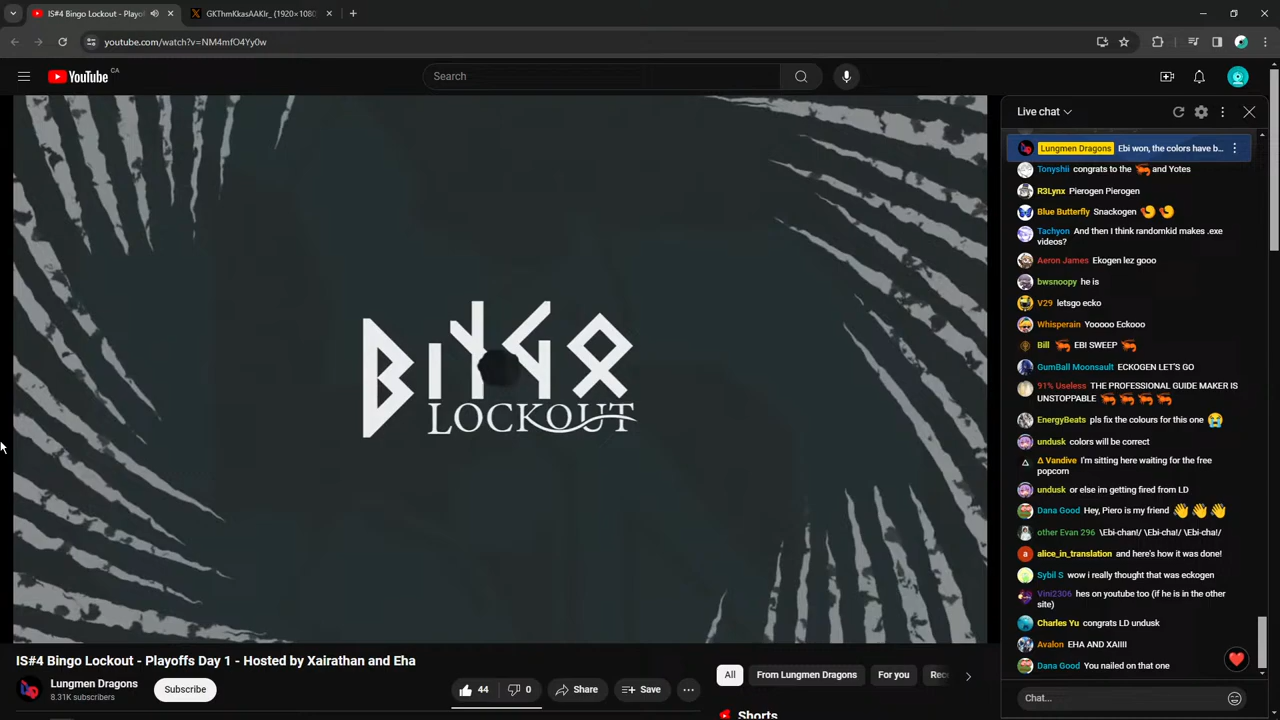 IS#4 Bingo Lockout - Playof
GKThmKkasAAKIr_ (1920×1080)
youtube.com/watch?v=NM4mfO4Yy0w
YouTube CA
Search
BINGO
LOCKOUT
IS#4 Bingo Lockout - Playoffs Day 1 - Hosted by Xairathan and Eha
Lungmen Dragons
8.31K subscribers
Subscribe
44
0
Share
Save
All
From Lungmen Dragons
For you
Rec
Shorts
Live chat
Lungmen Dragons Ebi won, the colors have b...
Tonyshii congrats to the 🦐 and Yotes
R3Lynx Pierogen Pierogen
Blue Butterfly Snackogen 🍤 🍤
Tachyon And then I think randomkid makes .exe
videos?
Aeron James Ekogen lez gooo
bwsnoopy he is
V29 letsgo ecko
Whisperain Yooooo Eckooo
Bill 🦐 EBI SWEEP 🦐
GumBall Moonsault ECKOGEN LET'S GO
91% Useless THE PROFESSIONAL GUIDE MAKER IS
UNSTOPPABLE 🦐 🦐 🦐 🦐
EnergyBeats pls fix the colours for this one 😭
undusk colors will be correct
Δ Vandive I'm sitting here waiting for the free
popcorn
undusk or else im getting fired from LD
Dana Good Hey, Piero is my friend 👋 👋 👋
other Evan 296 \Ebi-chan!/ \Ebi-cha!/ \Ebi-cha!/
alice_in_translation and here's how it was done!
Sybil S wow i really thought that was eckogen
Vini2306 hes on youtube too (if he is in the other
site)
Charles Yu congrats LD undusk
Avalon EHA AND XAIIII
Dana Good You nailed on that one
Chat...